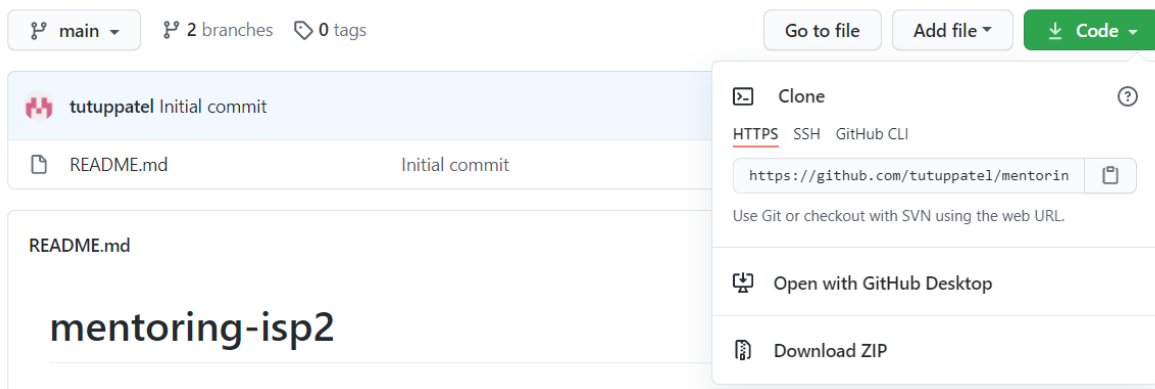 main 2 branches 0 tags Go to file Add file Code
tutuppatel Initial commit
README.md Initial commit
README.md
mentoring-isp2
Clone
HTTPS SSH GitHub CLI
https://github.com/tutuppatel/mentorin
Use Git or checkout with SVN using the web URL.
Open with GitHub Desktop
Download ZIP